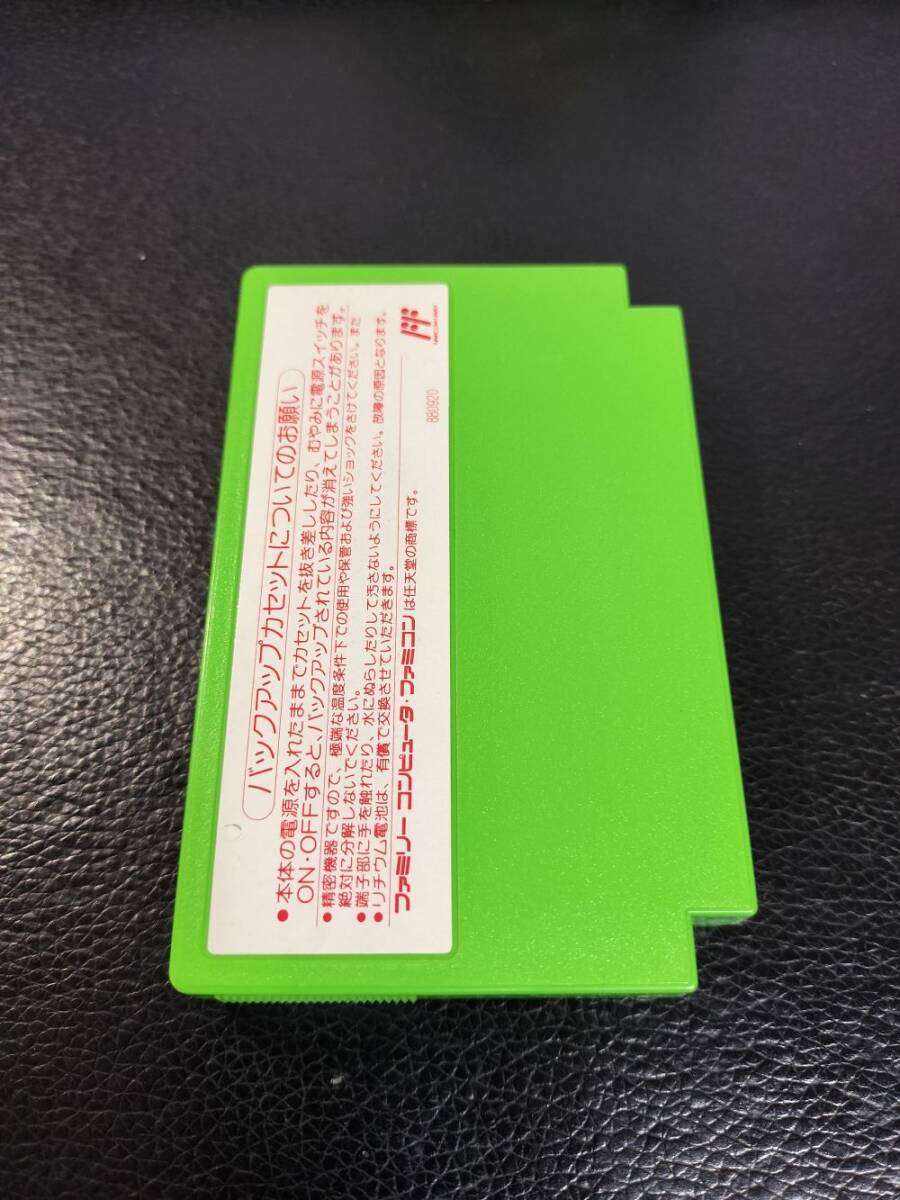 バックアップカセットについてのお願い
●本体の電源を入れたままでカセットを抜き差ししたり、むやみに電源スイッチを
ON・OFFすると、バックアップされている内容が消えてしまうことがあります。
●精密機器ですので、極端な温度条件下での使用や保管および強いショックをさけてください。また
絶対に分解しないでください。
●端子部に手を触れたり、水にぬらしたりして汚さないようにしてください。故障の原因となります。
●リチウム電池は、有償で交換させていただきます。
ファミリーコンピュータ・ファミコンは任天堂の商標です。
880920